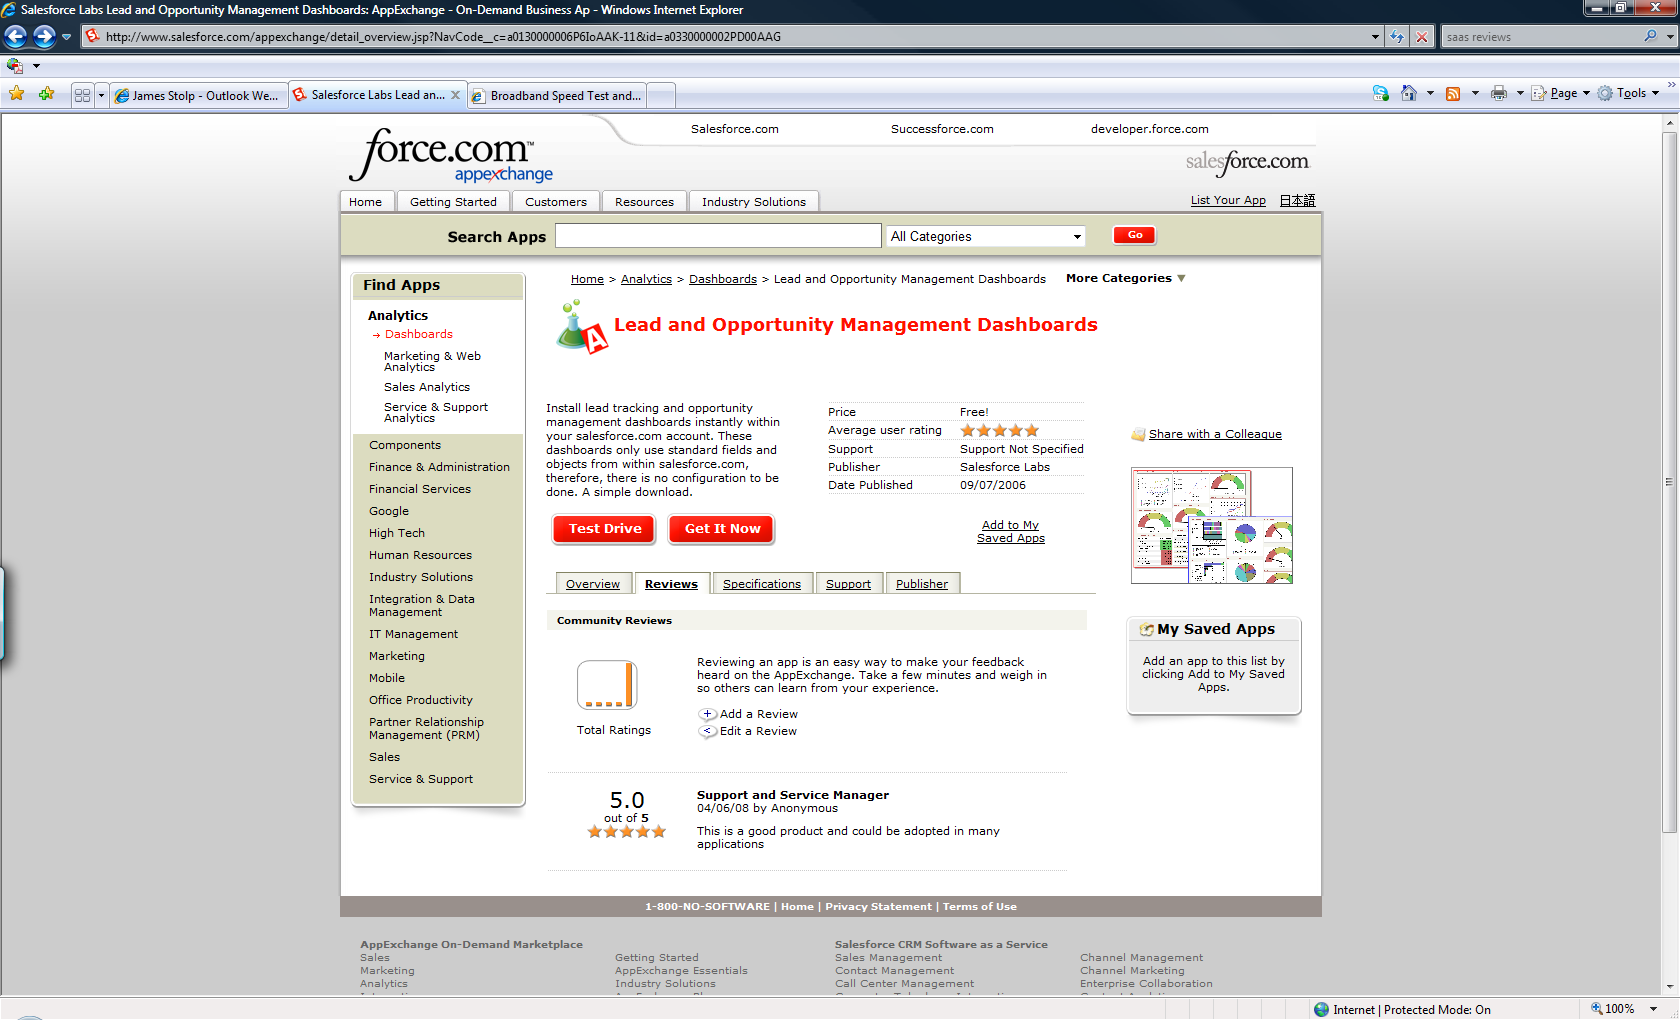 Salesforce Labs Lead and Opportunity Management Dashboards: AppExchange - On-Demand Business Ap - Windows Internet Explorer
http://www.salesforce.com/appexchange/detail_overview.jsp?NavCode__c=a0130000006P6IoAAK-11&id=a0330000002PD00AAG
saas reviews
James Stolp - Outlook We...
Salesforce Labs Lead an...
Broadband Speed Test and...
Page
Tools
Salesforce.com
Successforce.com
developer.force.com
force.com™
appexchange
salesforce.com
Home
Getting Started
Customers
Resources
Industry Solutions
List Your App
日本語
Search Apps
All Categories
Go
Find Apps
Analytics
→ Dashboards
Marketing & Web
Analytics
Sales Analytics
Service & Support
Analytics
Components
Finance & Administration
Financial Services
Google
High Tech
Human Resources
Industry Solutions
Integration & Data
Management
IT Management
Marketing
Mobile
Office Productivity
Partner Relationship
Management (PRM)
Sales
Service & Support
Home > Analytics > Dashboards > Lead and Opportunity Management Dashboards
More Categories ▼
A
Lead and Opportunity Management Dashboards
Install lead tracking and opportunity
management dashboards instantly within
your salesforce.com account. These
dashboards only use standard fields and
objects from within salesforce.com,
therefore, there is no configuration to be
done. A simple download.
Price Free!
Average user rating
Support Support Not Specified
Publisher Salesforce Labs
Date Published 09/07/2006
Test Drive
Get It Now
Add to My
Saved Apps
Share with a Colleague
Overview
Reviews
Specifications
Support
Publisher
Community Reviews
Total Ratings
Reviewing an app is an easy way to make your feedback
heard on the AppExchange. Take a few minutes and weigh in
so others can learn from your experience.
Add a Review
Edit a Review
My Saved Apps
Add an app to this list by
clicking Add to My Saved
Apps.
5.0
out of 5
Support and Service Manager
04/06/08 by Anonymous
This is a good product and could be adopted in many
applications
1-800-NO-SOFTWARE | Home | Privacy Statement | Terms of Use
AppExchange On-Demand Marketplace
Sales
Marketing
Analytics
Getting Started
AppExchange Essentials
Industry Solutions
Salesforce CRM Software as a Service
Sales Management
Contact Management
Call Center Management
Channel Management
Channel Marketing
Enterprise Collaboration
Internet | Protected Mode: On
100%